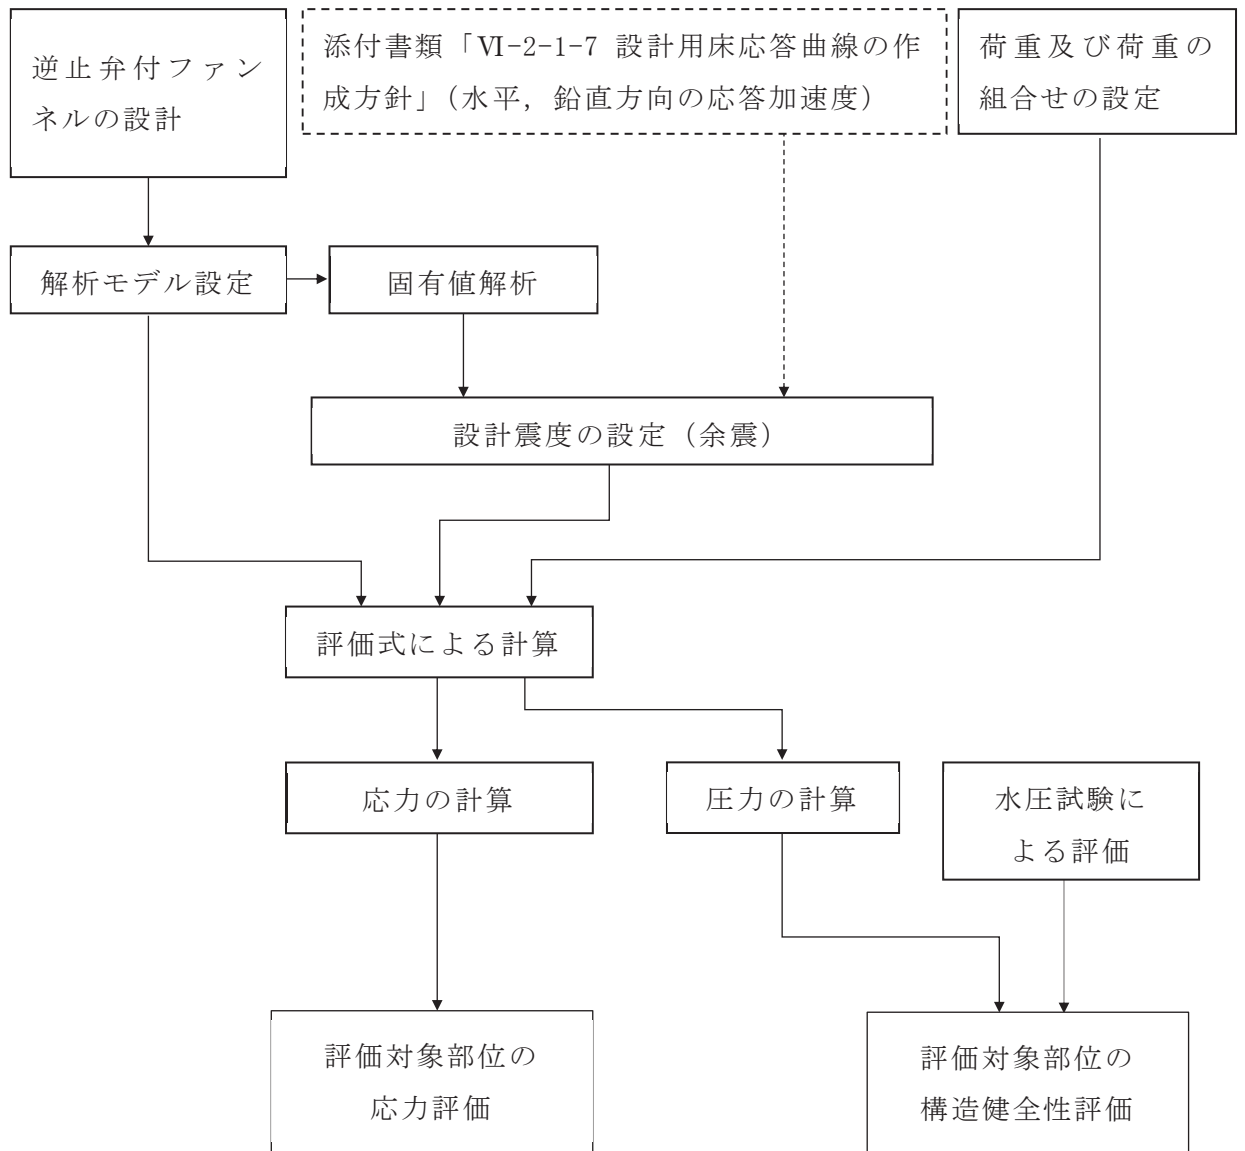 逆止弁付ファン
ネルの設計
添付書類「Ⅵ-2-1-7 設計用床応答曲線の作
成方針」（水平，鉛直方向の応答加速度）
荷重及び荷重の
組合せの設定
解析モデル設定
固有値解析
設計震度の設定（余震）
評価式による計算
応力の計算
圧力の計算
水圧試験に
よる評価
評価対象部位の
応力評価
評価対象部位の
構造健全性評価